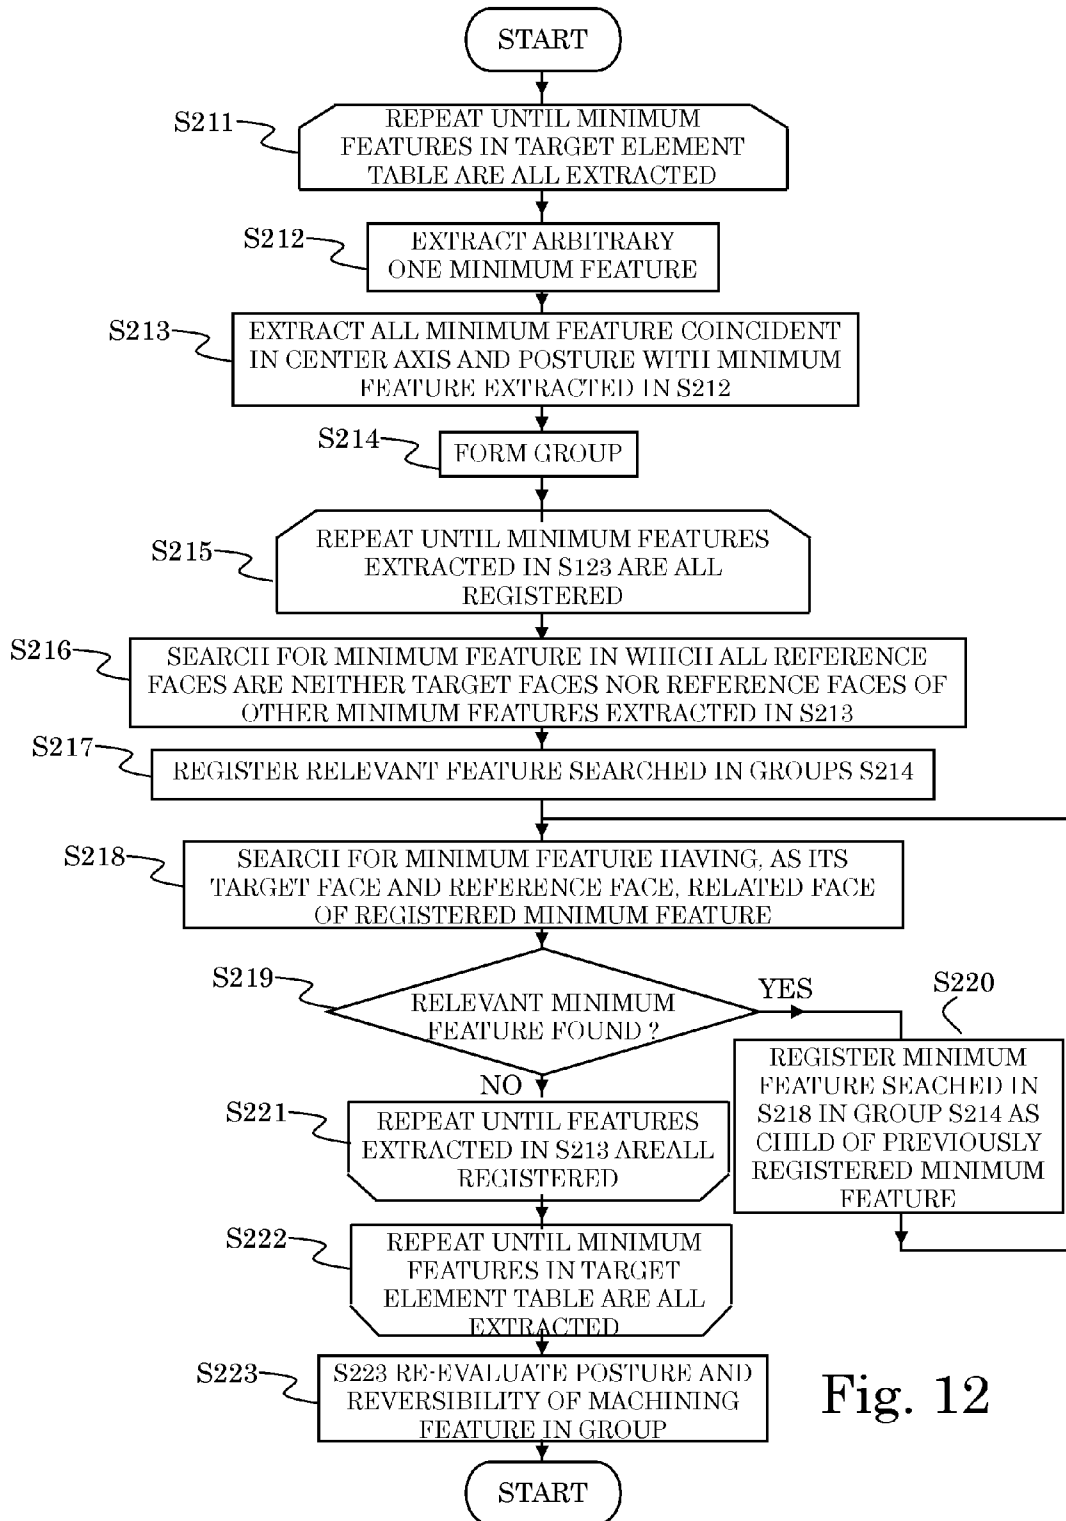 START
S211
REPEAT UNTIL MINIMUM
FEATURES IN TARGET ELEMENT
TABLE ARE ALL EXTRACTED
S212
EXTRACT ARBITRARY
ONE MINIMUM FEATURE
S213
EXTRACT ALL MINIMUM FEATURE COINCIDENT
IN CENTER AXIS AND POSTURE WITH MINIMUM
FEATURE EXTRACTED IN S212
S214
FORM GROUP
S215
REPEAT UNTIL MINIMUM FEATURES
EXTRACTED IN S123 ARE ALL
REGISTERED
S216
SEARCH FOR MINIMUM FEATURE IN WHICH ALL REFERENCE
FACES ARE NEITHER TARGET FACES NOR REFERENCE FACES OF
OTHER MINIMUM FEATURES EXTRACTED IN S213
S217
REGISTER RELEVANT FEATURE SEARCHED IN GROUPS S214
S218
SEARCH FOR MINIMUM FEATURE HAVING, AS ITS
TARGET FACE AND REFERENCE FACE, RELATED FACE
OF REGISTERED MINIMUM FEATURE
S219
RELEVANT MINIMUM
FEATURE FOUND ?
YES
NO
S220
REGISTER MINIMUM
FEATURE SEACHED IN
S218 IN GROUP S214 AS
CHILD OF PREVIOUSLY
REGISTERED MINIMUM
FEATURE
S221
REPEAT UNTIL FEATURES
EXTRACTED IN S213 AREALL
REGISTERED
S222
REPEAT UNTIL MINIMUM
FEATURES IN TARGET
ELEMENT TABLE ARE ALL
EXTRACTED
S223
S223 RE-EVALUATE POSTURE AND
REVERSIBILITY OF MACHINING
FEATURE IN GROUP
START
Fig. 12